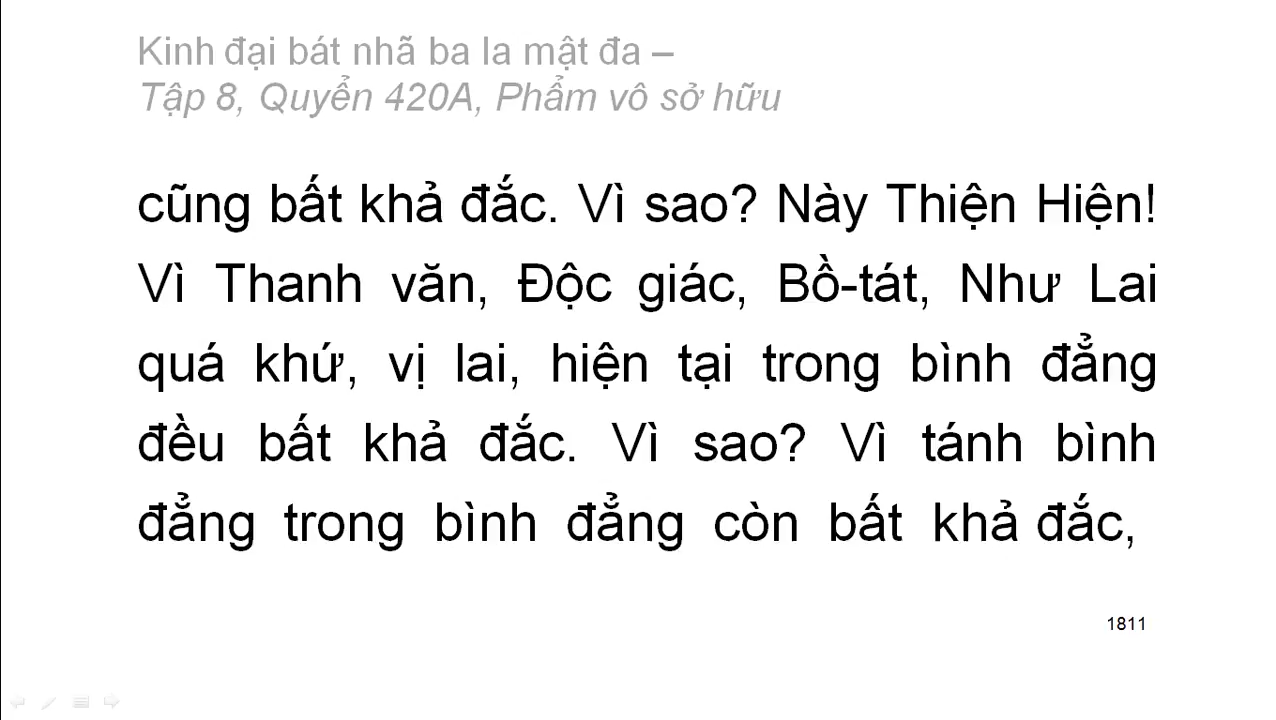 Kinh đại bát nhã ba la mật đa –
Tập 8, Quyển 420A, Phẩm vô sở hữu
cũng bất khả đắc. Vì sao? Này Thiện Hiện!
Vì Thanh văn, Độc giác, Bồ-tát, Như Lai
quá khứ, vị lai, hiện tại trong bình đẳng
đều bất khả đắc. Vì sao? Vì tánh bình
đẳng trong bình đẳng còn bất khả đắc,
1811